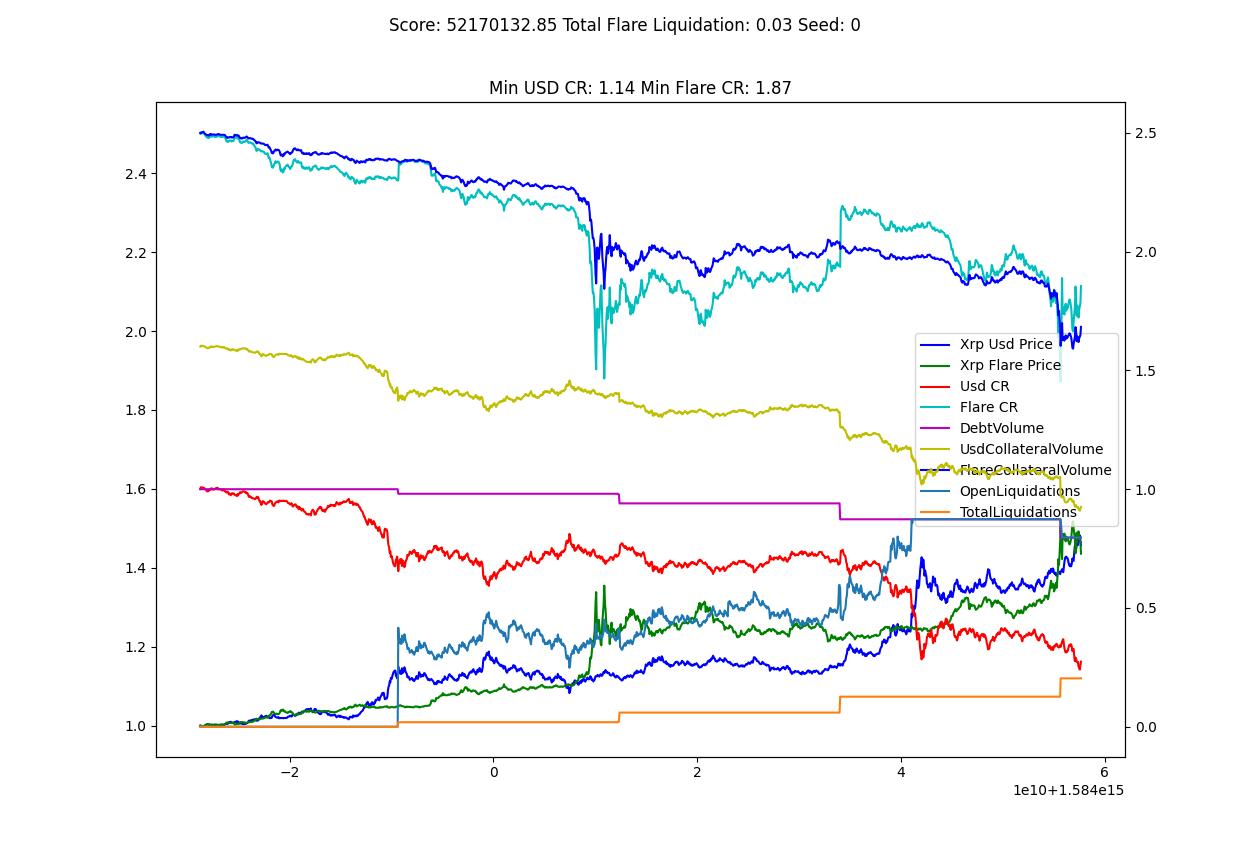 Score: 52170132.85 Total Flare Liquidation: 0.03 Seed: 0
Min USD CR: 1.14 Min Flare CR: 1.87
2.4
2.2
2.0
1.8
1.6
1.4
1.2
1.0
2.5
2.0
1.5
1.0
0.5
0.0
Xrp Usd Price
Xrp Flare Price
Usd CR
Flare CR
DebtVolume
UsdCollateralVolume
FlareCollateralVolume
OpenLiquidations
TotalLiquidations
−2 0 2 4 6
1e10+1.584e15